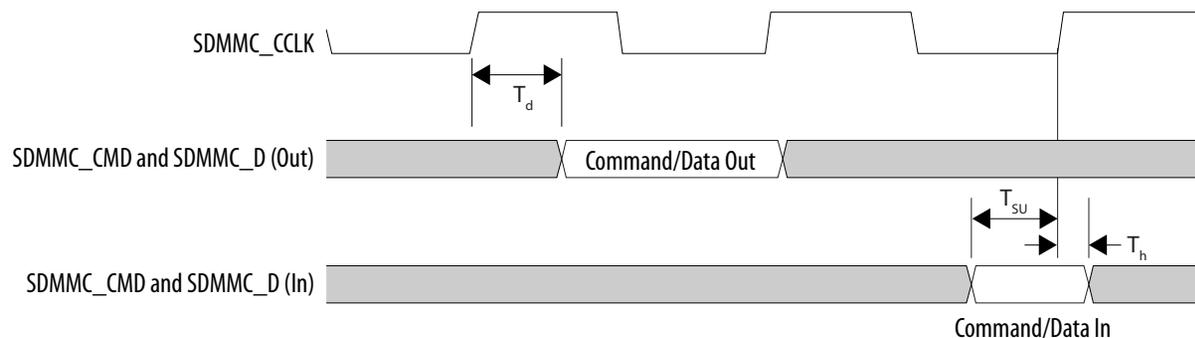 SDMMC_CCLK
T_d
SDMMC_CMD and SDMMC_D (Out)
Command/Data Out
T_SU
T_h
SDMMC_CMD and SDMMC_D (In)
Command/Data In